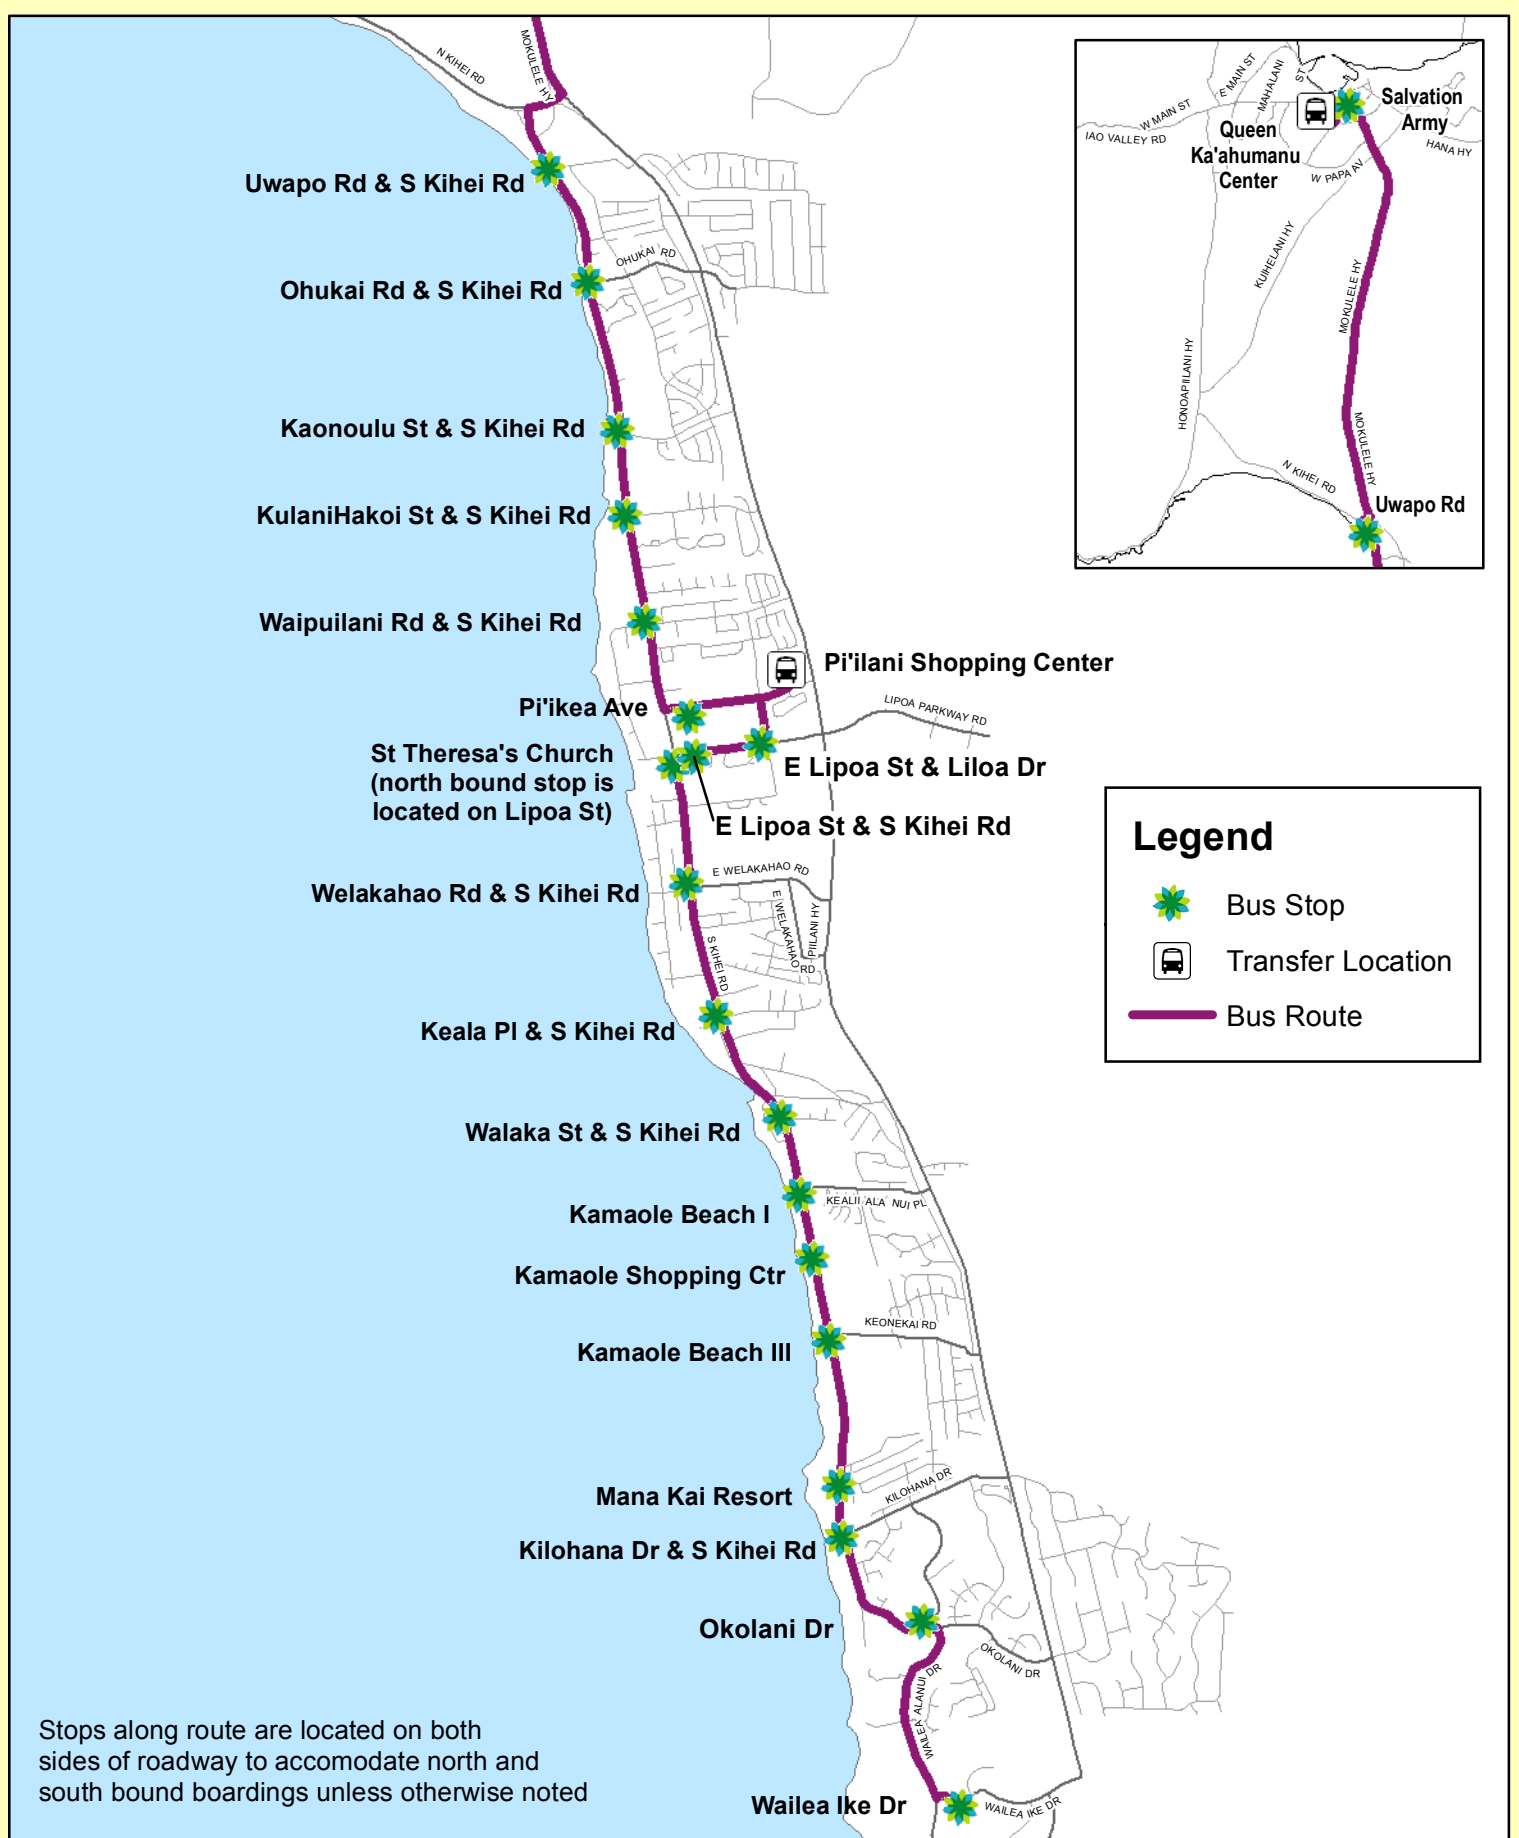 N KIHEI RD
MOKULELE HY
Uwapo Rd & S Kihei Rd
OHUKAI RD
Ohukai Rd & S Kihei Rd
Kaonoulu St & S Kihei Rd
KulaniHakoi St & S Kihei Rd
Waipuilani Rd & S Kihei Rd
Pi'ilani Shopping Center
Pi'ikea Ave
LIPOA PARKWAY RD
St Theresa's Church
(north bound stop is
located on Lipoa St)
E Lipoa St & Liloa Dr
E Lipoa St & S Kihei Rd
E WELAKAHAO RD
Welakahao Rd & S Kihei Rd
E WELAKAHAO
RD
PIILANI HY
S KIHEI RD
Keala Pl & S Kihei Rd
Walaka St & S Kihei Rd
KEALII ALA NUI PL
Kamaole Beach I
Kamaole Shopping Ctr
KEONEKAI RD
Kamaole Beach III
Mana Kai Resort
KILOHANA DR
Kilohana Dr & S Kihei Rd
Okolani Dr
OKOLANI DR
WAILEA ALANUI DR
Wailea Ike Dr
WAILEA IKE DR
Stops along route are located on both
sides of roadway to accomodate north and
south bound boardings unless otherwise noted
E MAIN ST
MAHALANI
ST
W MAIN ST
IAO VALLEY RD
Queen
Ka'ahumanu
Center
Salvation
Army
HANA HY
W PAPA AV
KUIHELANI HY
MOKULELE HY
HONOAPIILANI HY
MOKULELE HY
N KIHEI RD
Uwapo Rd
Legend
Bus Stop
Transfer Location
Bus Route